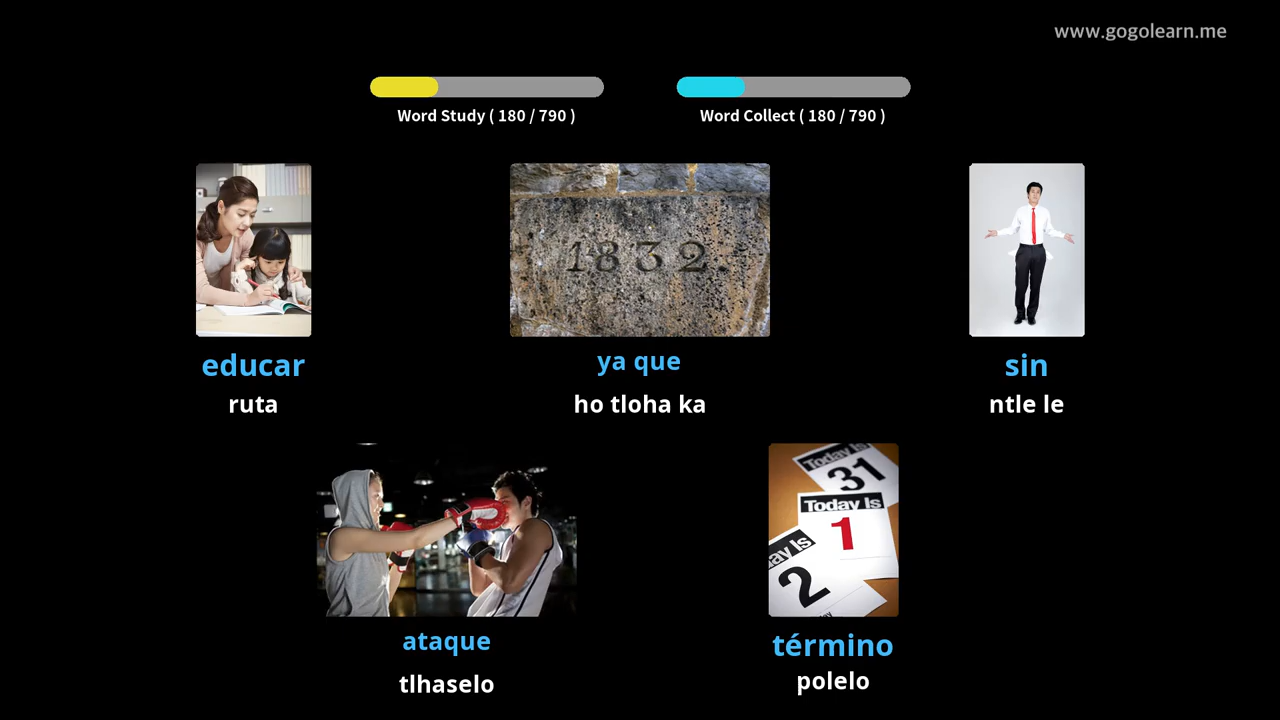 www.gogolearn.me
Word Study ( 180 / 790 )
Word Collect ( 180 / 790 )
1832.
educar
ya que
sin
ruta
ho tloha ka
ntle le
Today Is
31
Today Is
1
ay Is
2
ataque
término
tlhaselo
polelo